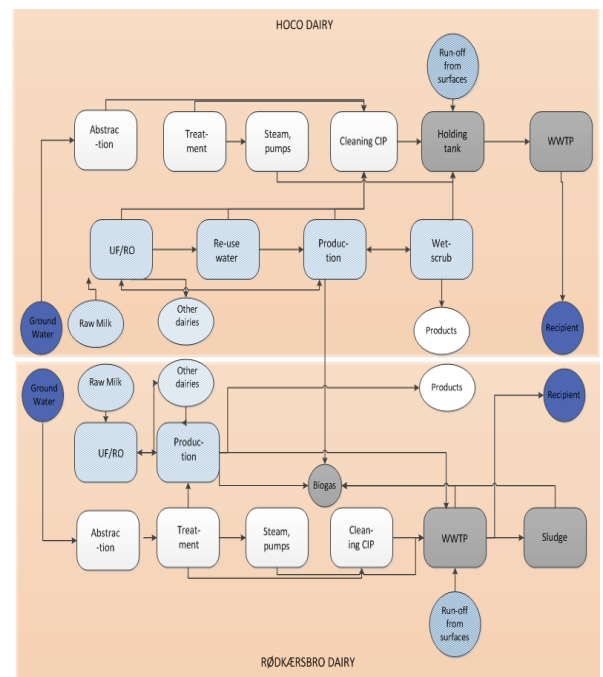 HOCO DAIRY
Run-off
from
surfaces
Abstrac
-tion
Treat-
ment
Steam,
pumps
Cleaning CIP
Holding
tank
WWTP
UF/RO
Re-use
water
Produc-
tion
Wet-
scrub
Ground
Water
Raw Milk
Other
dairies
Products
Recipient
Ground
Water
Raw Milk
Other
dairies
Products
Recipient
UF/RO
Produc-
tion
Biogas
Abstrac
-tion
Treat-
ment
Steam,
pumps
Clean-
ing CIP
WWTP
Sludge
Run-off
from
surfaces
RØDKÆRSBRO DAIRY